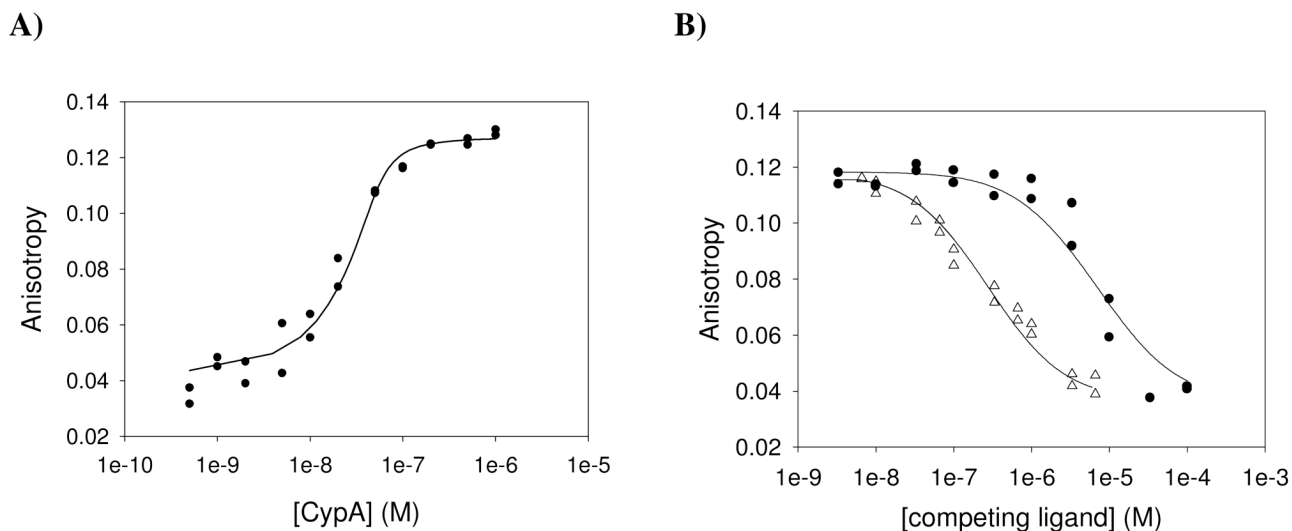 A)
0.14
0.12
0.10
0.08
0.06
0.04
0.02
Anisotropy
1e-10 1e-9 1e-8 1e-7 1e-6 1e-5
[CypA] (M)
B)
0.14
0.12
0.10
0.08
0.06
0.04
0.02
Anisotropy
1e-9 1e-8 1e-7 1e-6 1e-5 1e-4 1e-3
[competing ligand] (M)